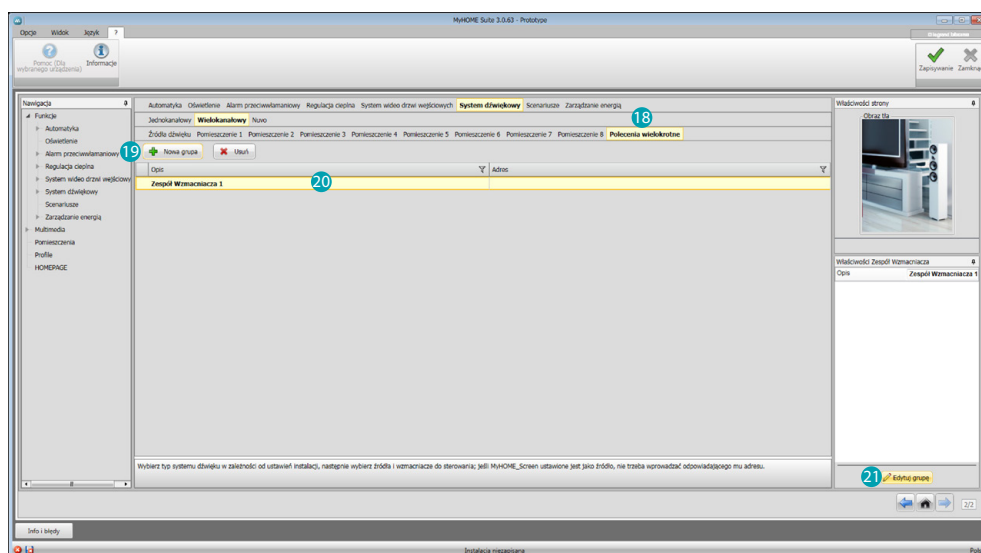 MyHOME Suite 3.0.63 - Prototype
Opcje Widok Język ?
Pomoc (Dla wybranego urządzenia)
Informacje
Zapisywanie Zamknąć
Nawigacja
Funkcje
Automatyka
Oświetlenie
Alarm przeciwwłamaniowy
Regulacja cieplna
System wideo drzwi wejściowy
System dźwiękowy
Scenariusze
Zarządzanie energią
Multimedia
Pomieszczenia
Profile
HOMEPAGE
Automatyka Oświetlenie Alarm przeciwwłamaniowy Regulacja cieplna System wideo drzwi wejściowych System dźwiękowy Scenariusze Zarządzanie energią
18
Jednokanałowy Wielokanałowy Nuvo
Źródła dźwięku Pomieszczenie 1 Pomieszczenie 2 Pomieszczenie 3 Pomieszczenie 4 Pomieszczenie 5 Pomieszczenie 6 Pomieszczenie 7 Pomieszczenie 8 Polecenia wielokrotne
19 Nowa grupa Usuń
Opis Adres
Zespół Wzmacniacza 1 20
Wybierz typ systemu dźwięku w zależności od ustawień instalacji, następnie wybierz źródła i wzmacniacze do sterowania; jeśli MyHOME_Screen ustawione jest jako źródło, nie trzeba wprowadzać odpowiadającego mu adresu.
Właściwości strony
Obraz tła
Właściwości Zespół Wzmacniacza
Opis Zespół Wzmacniacza 1
21 Edytuj grupę
2/2
Info i błędy
Instalacja niezapisana